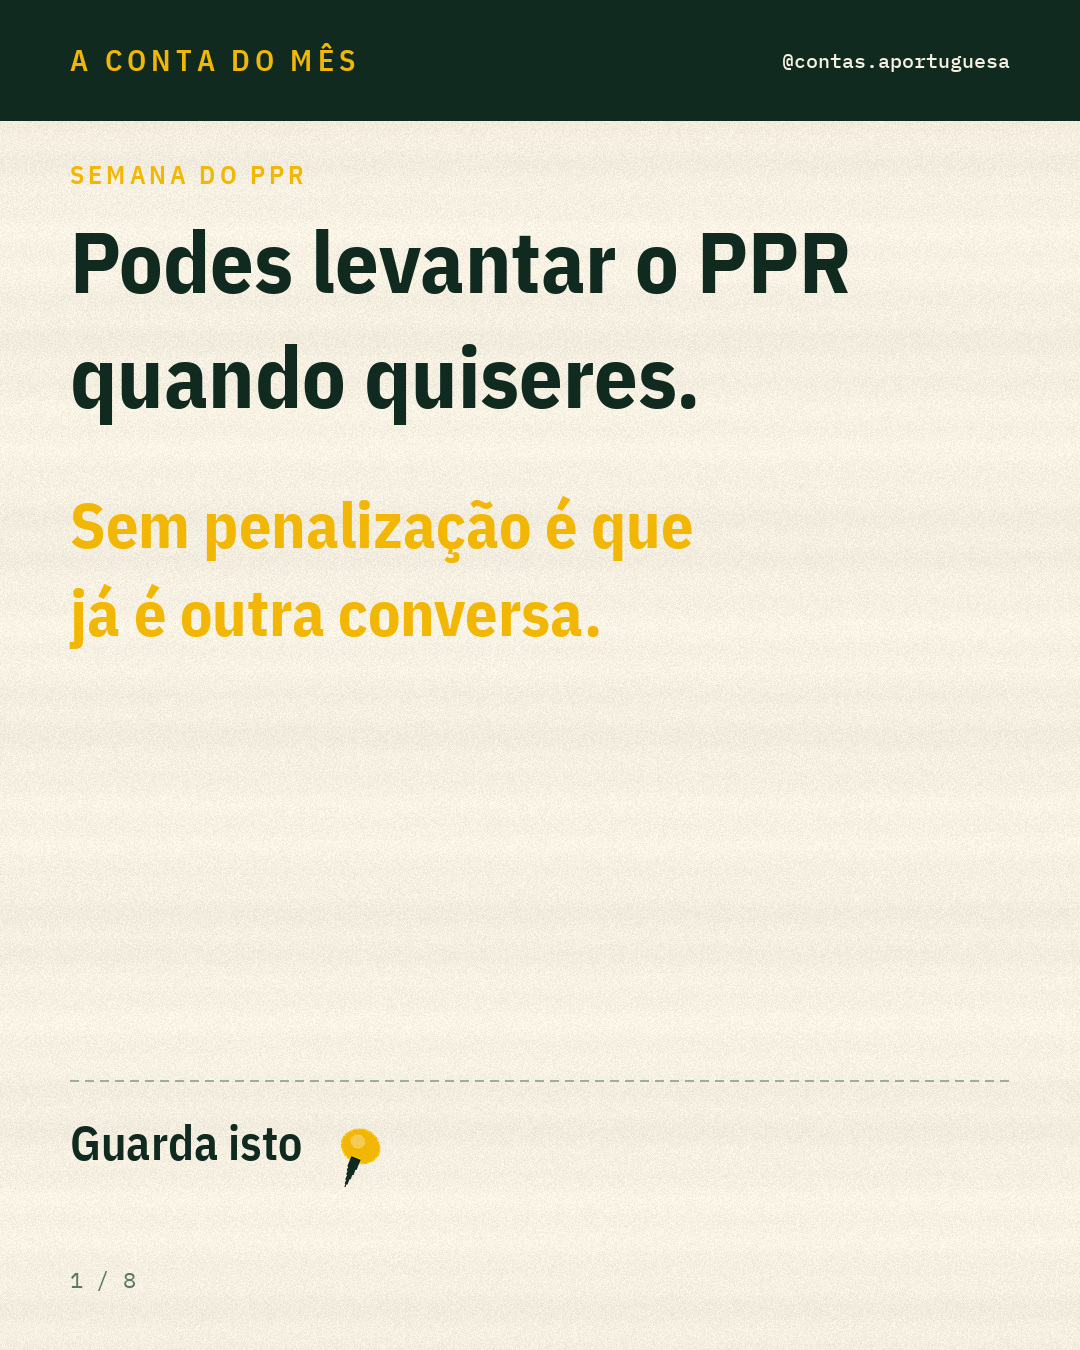 A CONTA DO MÊS
@contas.aportuguesa
SEMANA DO PPR
Podes levantar o PPR
quando quiseres.
Sem penalização é que
já é outra conversa.
Guarda isto
1 / 8